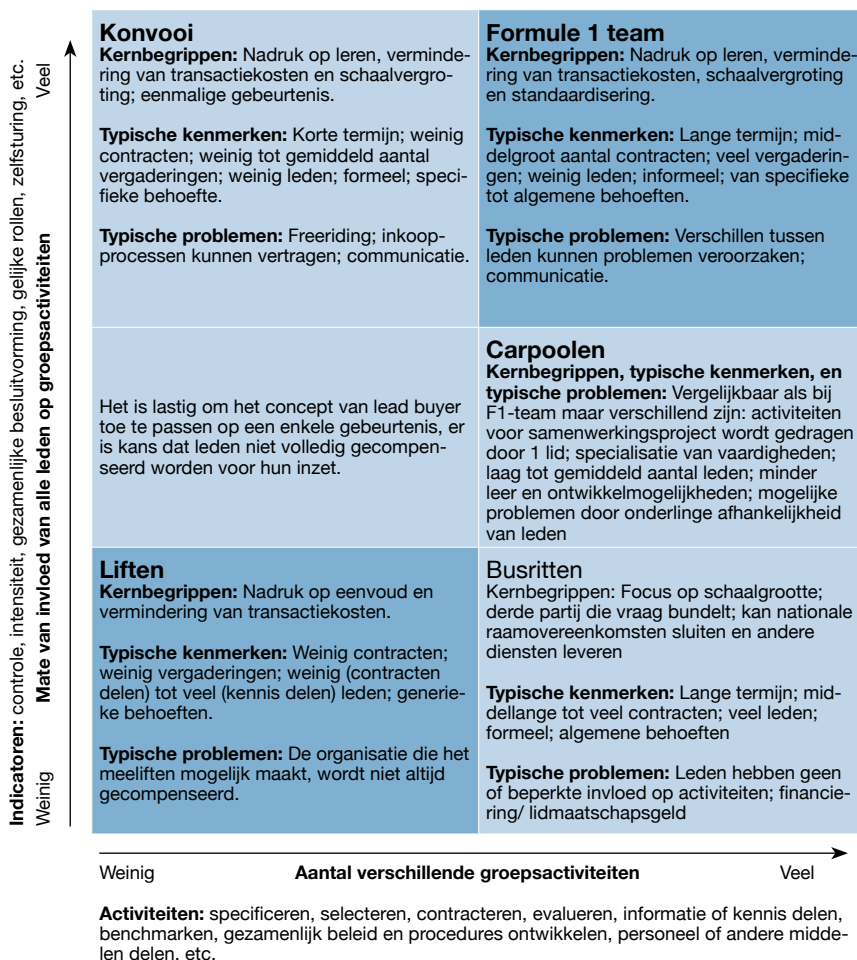 Indicatoren: controle, intensiteit, gezamenlijke besluitvorming, gelijke rollen, zelfsturing, etc.
Weinig
Mate van invloed van alle leden op groepsactiviteiten
Veel
Konvooi
Kernbegrippen: Nadruk op leren, verminde-
ring van transactiekosten en schaalvergro-
ting; eenmalige gebeurtenis.
Typische kenmerken: Korte termijn; weinig
contracten; weinig tot gemiddeld aantal
vergaderingen; weinig leden; formeel; speci-
fieke behoefte.
Typische problemen: Freeriding; inkoop-
processen kunnen vertragen; communicatie.
Formule 1 team
Kernbegrippen: Nadruk op leren, verminde-
ring van transactiekosten, schaalvergroting
en standaardisering.
Typische kenmerken: Lange termijn; mid-
delgroot aantal contracten; veel vergaderin-
gen; weinig leden; informeel; van specifieke
tot algemene behoeften.
Typische problemen: Verschillen tussen
leden kunnen problemen veroorzaken;
communicatie.
Het is lastig om het concept van lead buyer
toe te passen op een enkele gebeurtenis, er
is kans dat leden niet volledig gecompen-
seerd worden voor hun inzet.
Carpoolen
Kernbegrippen, typische kenmerken, en
typische problemen: Vergelijkbaar als bij
F1-team maar verschillend zijn: activiteiten
voor samenwerkingsproject wordt gedragen
door 1 lid; specialisatie van vaardigheden;
laag tot gemiddeld aantal leden; minder
leer en ontwikkelmogelijkheden; mogelijke
problemen door onderlinge afhankelijkheid
van leden
Liften
Kernbegrippen: Nadruk op eenvoud en
vermindering van transactiekosten.
Typische kenmerken: Weinig contracten;
weinig vergaderingen; weinig (contracten
delen) tot veel (kennis delen) leden; generie-
ke behoeften.
Typische problemen: De organisatie die het
meeliften mogelijk maakt, wordt niet altijd
gecompenseerd.
Busritten
Kernbegrippen: Focus op schaalgrootte;
derde partij die vraag bundelt; kan nationale
raamovereenkomsten sluiten en andere
diensten leveren
Typische kenmerken: Lange termijn; mid-
dellange tot veel contracten; veel leden;
formeel; algemene behoeften
Typische problemen: Leden hebben geen
of beperkte invloed op activiteiten; financie-
ring/ lidmaatschapsgeld
Weinig
Aantal verschillende groepsactiviteiten
Veel
Activiteiten: specificeren, selecteren, contracteren, evalueren, informatie of kennis delen,
benchmarken, gezamenlijk beleid en procedures ontwikkelen, personeel of andere midde-
len delen, etc.